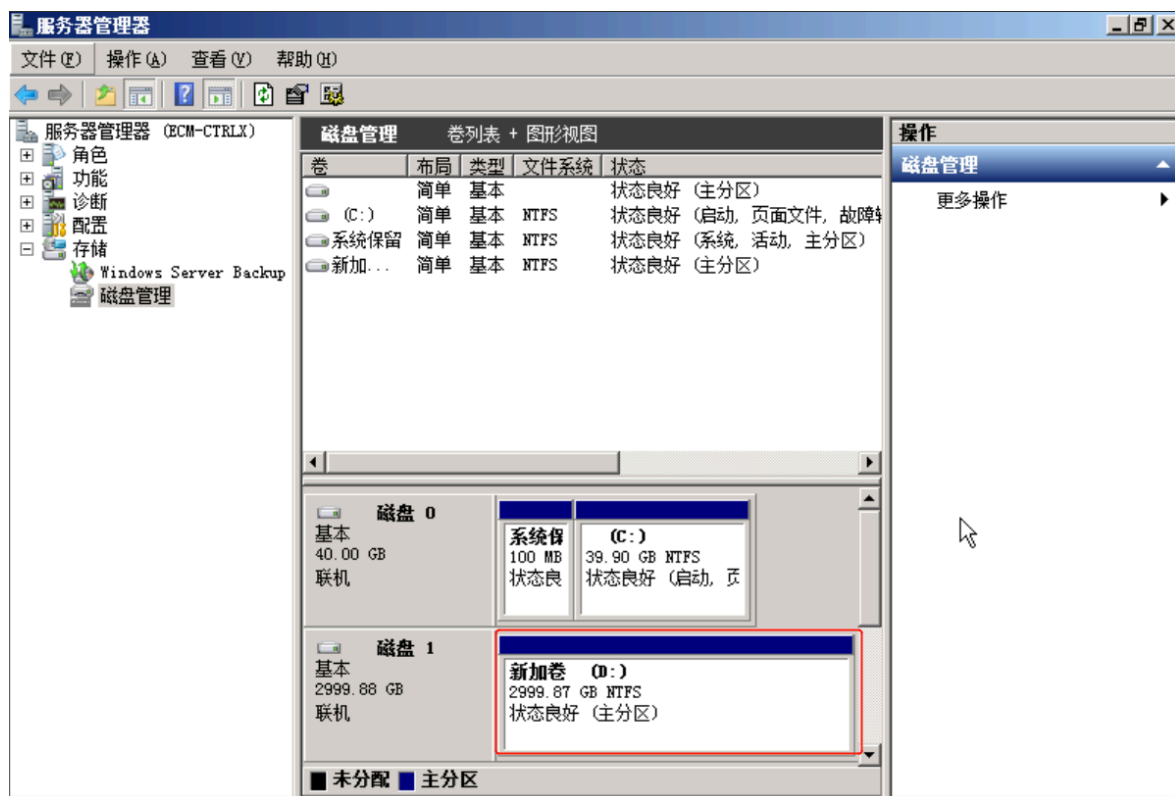 服务器管理器
文件(F) 操作(A) 查看(V) 帮助(H)
服务器管理器 (ECM-CTRLX)
角色
功能
诊断
配置
存储
Windows Server Backup
磁盘管理
磁盘管理 卷列表 + 图形视图
卷 布局 类型 文件系统 状态
简单 基本 状态良好 (主分区)
(C:) 简单 基本 NTFS 状态良好 (启动, 页面文件, 故障
系统保留 简单 基本 NTFS 状态良好 (系统, 活动, 主分区)
新加... 简单 基本 NTFS 状态良好 (主分区)
磁盘 0
基本
40.00 GB
联机
系统保
100 MB
状态良
(C:)
39.90 GB NTFS
状态良好 (启动, 页
磁盘 1
基本
2999.88 GB
联机
新加卷 (D:)
2999.87 GB NTFS
状态良好 (主分区)
未分配 主分区
操作
磁盘管理
更多操作